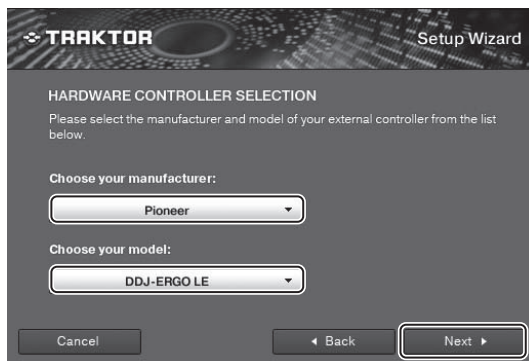 TRAKTOR
Setup Wizard
HARDWARE CONTROLLER SELECTION
Please select the manufacturer and model of your external controller from the list
below.
Choose your manufacturer:
Pioneer
Choose your model:
DDJ-ERGO LE
Cancel
Back
Next